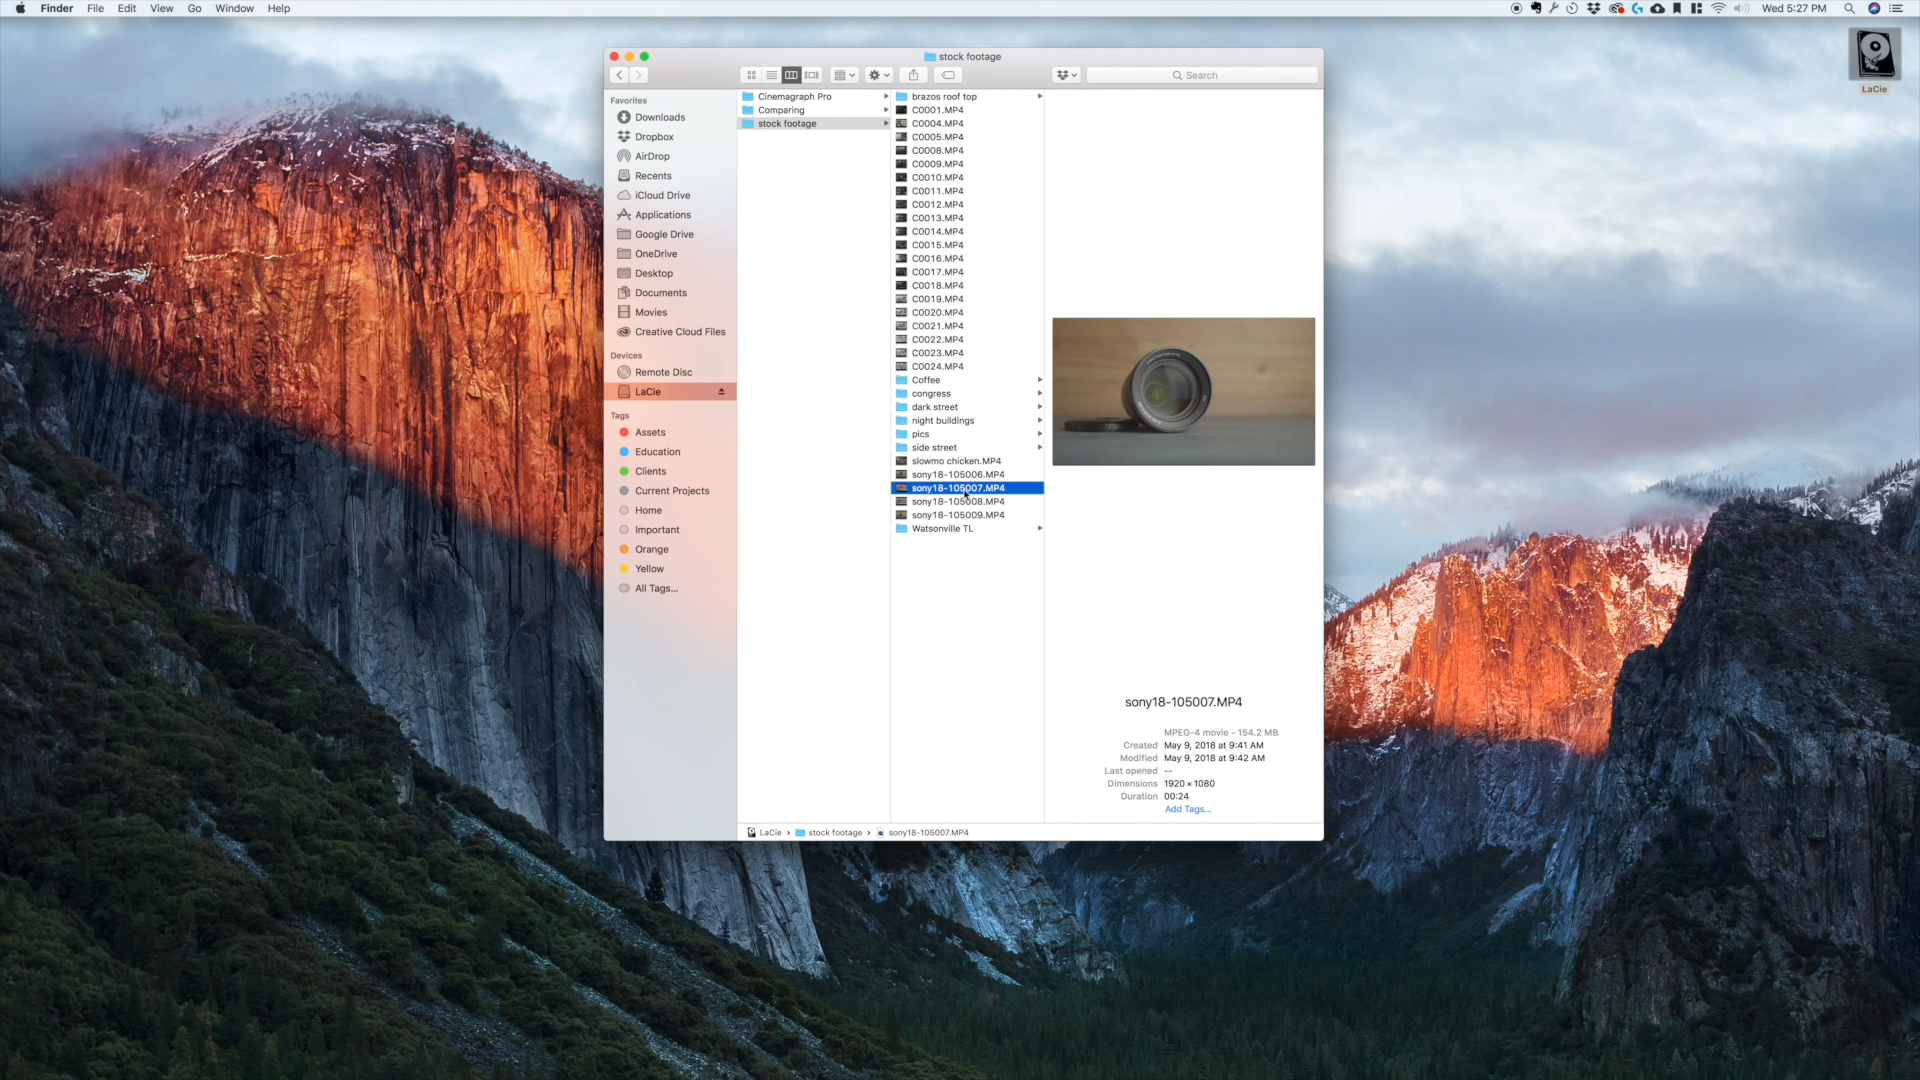 Finder File Edit View Go Window Help Wed 5:27 PM
LaCie
stock footage
Search
Favorites
Downloads
Dropbox
AirDrop
Recents
iCloud Drive
Applications
Google Drive
OneDrive
Desktop
Documents
Movies
Creative Cloud Files
Devices
Remote Disc
LaCie
Tags
Assets
Education
Clients
Current Projects
Home
Important
Orange
Yellow
All Tags...
Cinemagraph Pro
Comparing
stock footage
brazos roof top
C0001.MP4
C0004.MP4
C0005.MP4
C0008.MP4
C0009.MP4
C0010.MP4
C0011.MP4
C0012.MP4
C0013.MP4
C0014.MP4
C0015.MP4
C0016.MP4
C0017.MP4
C0018.MP4
C0019.MP4
C0020.MP4
C0021.MP4
C0022.MP4
C0023.MP4
C0024.MP4
Coffee
congress
dark street
night buildings
pics
side street
slowmo chicken.MP4
sony18-105006.MP4
sony18-105007.MP4
sony18-105008.MP4
sony18-105009.MP4
Watsonville TL
sony18-105007.MP4
MPEG-4 movie - 154.2 MB
Created May 9, 2018 at 9:41 AM
Modified May 9, 2018 at 9:42 AM
Last opened --
Dimensions 1920 × 1080
Duration 00:24
Add Tags...
LaCie › stock footage › sony18-105007.MP4